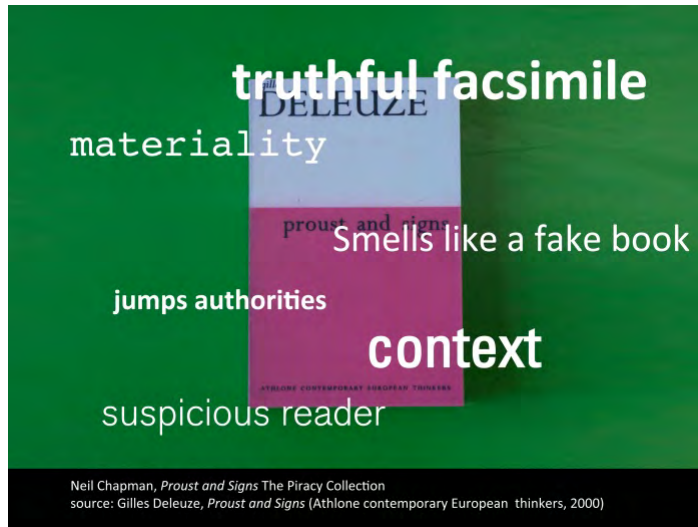 truthful facsimile
Gilles
DELEUZE
materiality
proust and signs
Smells like a fake book
jumps authorities
context
ATHLONE CONTEMPORARY EUROPEAN THINKERS
suspicious reader
Neil Chapman, Proust and Signs The Piracy Collection
source: Gilles Deleuze, Proust and Signs (Athlone contemporary European thinkers, 2000)